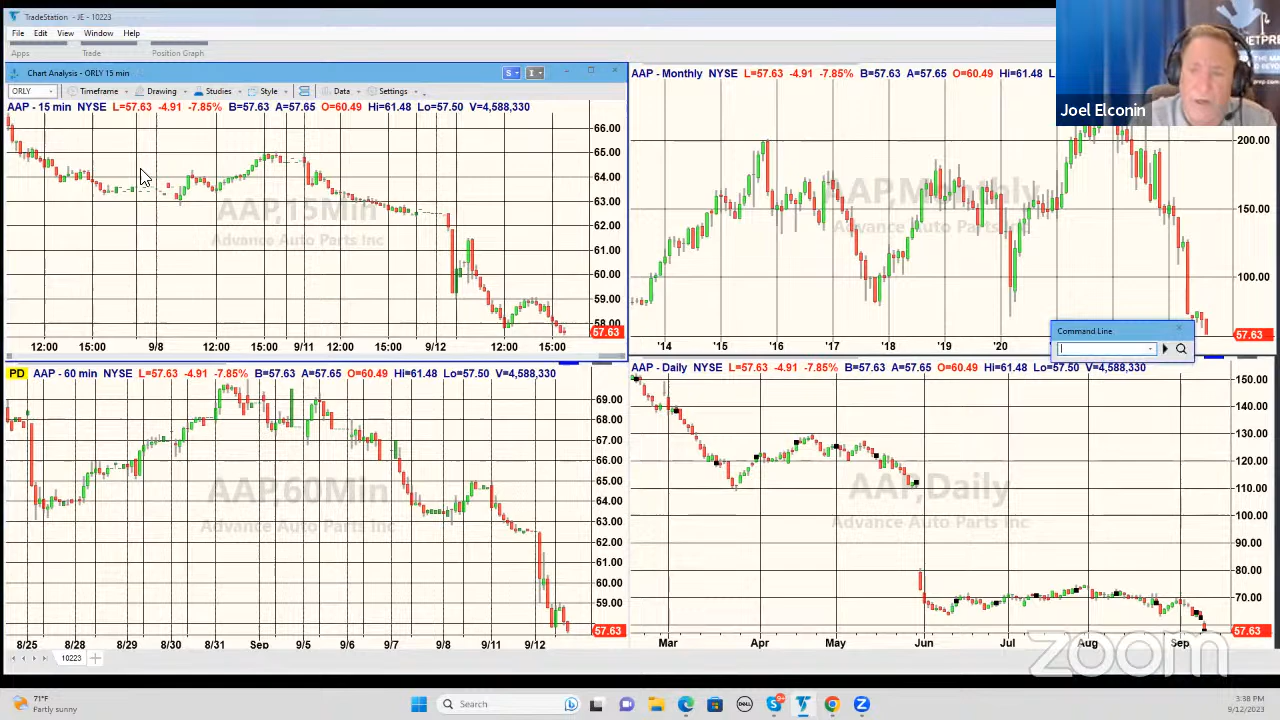 TradeStation - JE - 10223
File Edit View Window Help
Apps Trade Position Graph
Chart Analysis - ORLY 15 min
ORLY Timeframe Drawing Studies Style Data Settings
AAP - 15 min NYSE L=57.63 -4.91 -7.85% B=57.63 A=57.65 O=60.49 Hi=61.48 Lo=57.50 V=4,588,330
66.00
65.00
64.00
63.00
62.00
61.00
60.00
59.00
58.00
57.63
AAP,15Min
Advance Auto Parts Inc
12:00 15:00 9/8 12:00 15:00 9/11 12:00 15:00 9/12 12:00 15:00
AAP - Monthly NYSE L=57.63 -4.91 -7.85% B=57.63 A=57.65 O=60.49 Hi=61.48
Joel Elconin
200.00
150.00
100.00
57.63
AAP,Monthly
Advance Auto Parts Inc
Command Line
'14 '15 '16 '17 '18 '19 '20
PD AAP - 60 min NYSE L=57.63 -4.91 -7.85% B=57.63 A=57.65 O=60.49 Hi=61.48 Lo=57.50 V=4,588,330
69.00
68.00
67.00
66.00
65.00
64.00
63.00
62.00
61.00
60.00
59.00
57.63
AAP,60Min
Advance Auto Parts Inc
8/25 8/28 8/29 8/30 8/31 Sep 9/5 9/6 9/7 9/8 9/11 9/12
AAP - Daily NYSE L=57.63 -4.91 -7.85% B=57.63 A=57.65 O=60.49 Hi=61.48 Lo=57.50 V=4,588,330
150.00
140.00
130.00
120.00
110.00
100.00
90.00
80.00
70.00
57.63
AAP,Daily
Advance Auto Parts Inc
Mar Apr May Jun Jul Aug Sep
zoom
10223
71°F
Partly sunny
Search
3:38 PM
9/12/2023